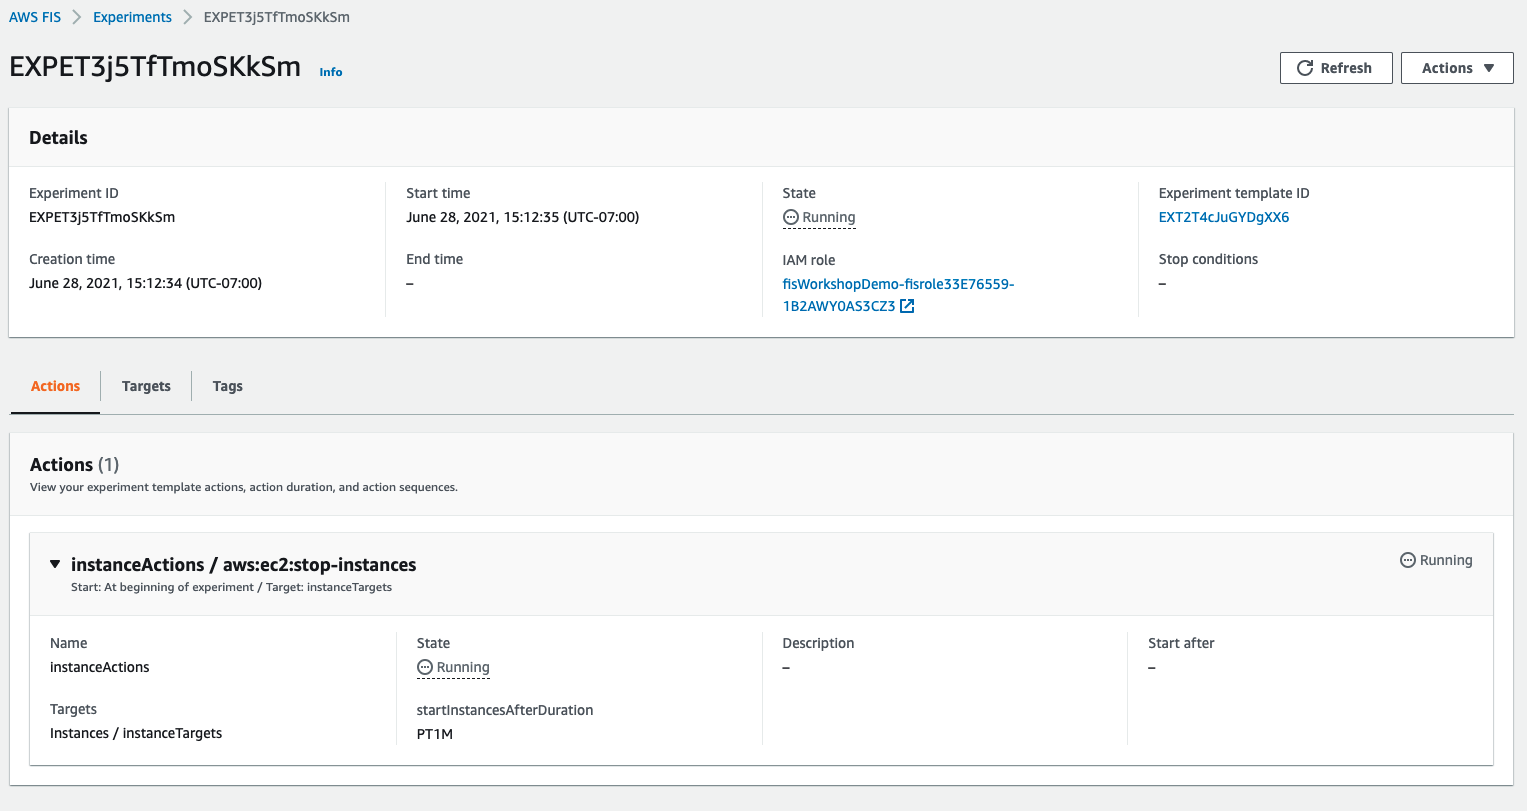 AWS FIS > Experiments > EXPET3j5TfTmoSKkSm
EXPET3j5TfTmoSKkSm Info
Refresh
Actions
Details
Experiment ID
EXPET3j5TfTmoSKkSm
Creation time
June 28, 2021, 15:12:34 (UTC-07:00)
Start time
June 28, 2021, 15:12:35 (UTC-07:00)
End time
–
State
Running
IAM role
fisWorkshopDemo-fisrole33E76559-
1B2AWY0AS3CZ3
Experiment template ID
EXT2T4cJuGYDgXX6
Stop conditions
–
Actions
Targets
Tags
Actions (1)
View your experiment template actions, action duration, and action sequences.
instanceActions / aws:ec2:stop-instances
Start: At beginning of experiment / Target: instanceTargets
Running
Name
instanceActions
Targets
Instances / instanceTargets
State
Running
startInstancesAfterDuration
PT1M
Description
–
Start after
–